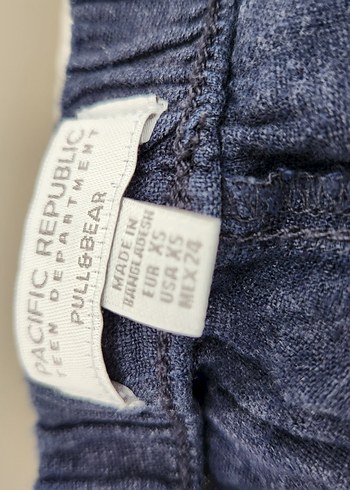 PACIFIC REPUBLIC
TEEN DEPARTMENT
PULL&BEAR
MADE IN
BANGLADESH
EUR XS
USA XS
MEX 24